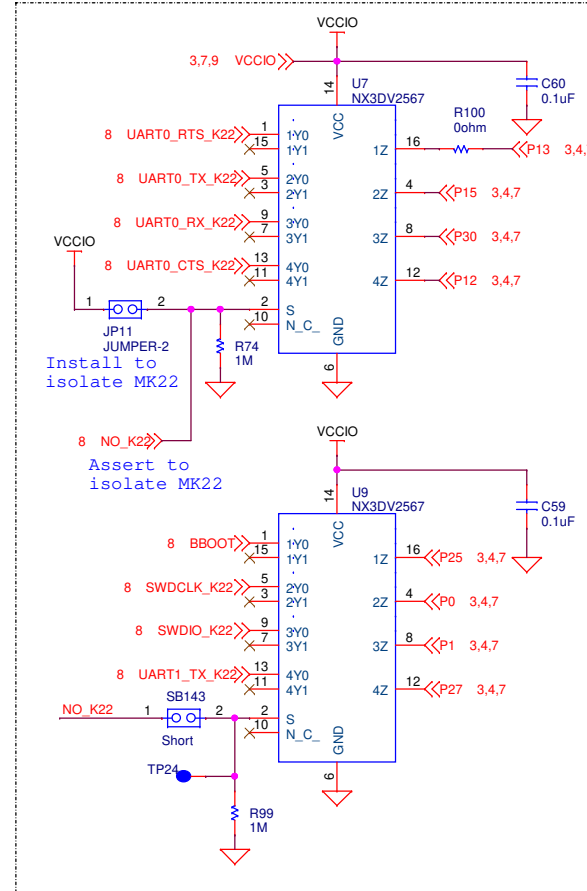 VCCIO
3,7,9 VCCIO
U7
NX3DV2567
C60
0.1uF
14
VCC
R100
0ohm
8 UART0_RTS_K22 1 1Y0
15 1Y1
1Z 16 P13 3,4,
8 UART0_TX_K22 5 2Y0
3 2Y1
2Z 4 P15 3,4,7
8 UART0_RX_K22 9 3Y0
7 3Y1
3Z 8 P30 3,4,7
8 UART0_CTS_K22 13 4Y0
11 4Y1
4Z 12 P12 3,4,7
VCCIO
1 2
2 S
10 N_C_
JP11
JUMPER-2
R74
1M
GND
6
Install to
isolate MK22
8 NO_K22
Assert to
isolate MK22
VCCIO
U9
NX3DV2567
C59
0.1uF
14
VCC
8 BBOOT 1 1Y0
15 1Y1
1Z 16 P25 3,4,7
8 SWDCLK_K22 5 2Y0
3 2Y1
2Z 4 P0 3,4,7
8 SWDIO_K22 9 3Y0
7 3Y1
3Z 8 P1 3,4,7
8 UART1_TX_K22 13 4Y0
11 4Y1
4Z 12 P27 3,4,7
SB143
NO_K22 1 2
2 S
10 N_C_
Short
GND
6
TP24
R99
1M